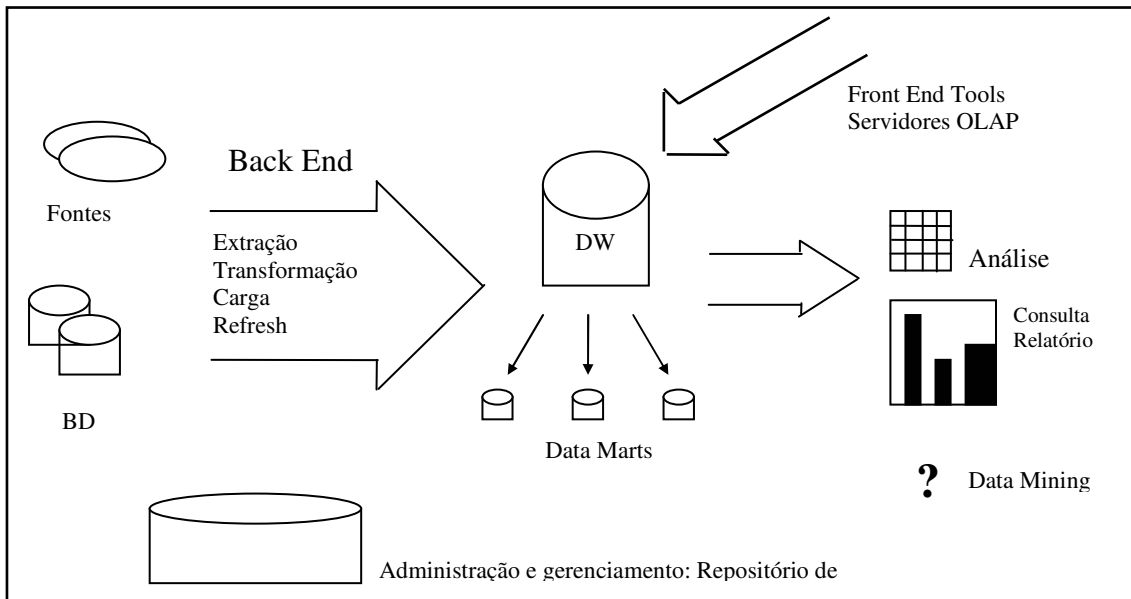 Front End Tools
Servidores OLAP
Back End
Fontes
Extração
Transformação
Carga
Refresh
DW
Análise
Consulta
Relatório
BD
Data Marts
? Data Mining
Administração e gerenciamento: Repositório de